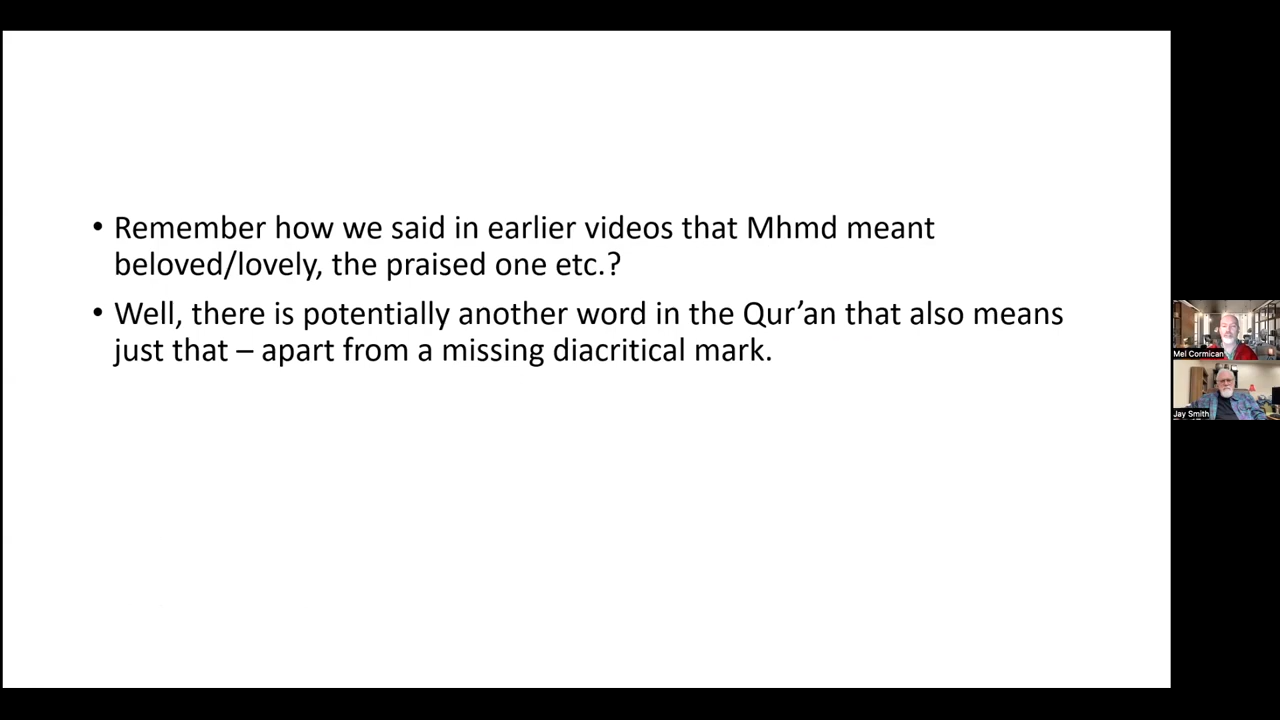 • Remember how we said in earlier videos that Mhmd meant
beloved/lovely, the praised one etc.?
• Well, there is potentially another word in the Qur’an that also means
just that – apart from a missing diacritical mark.
Mel Cormican
Jay Smith